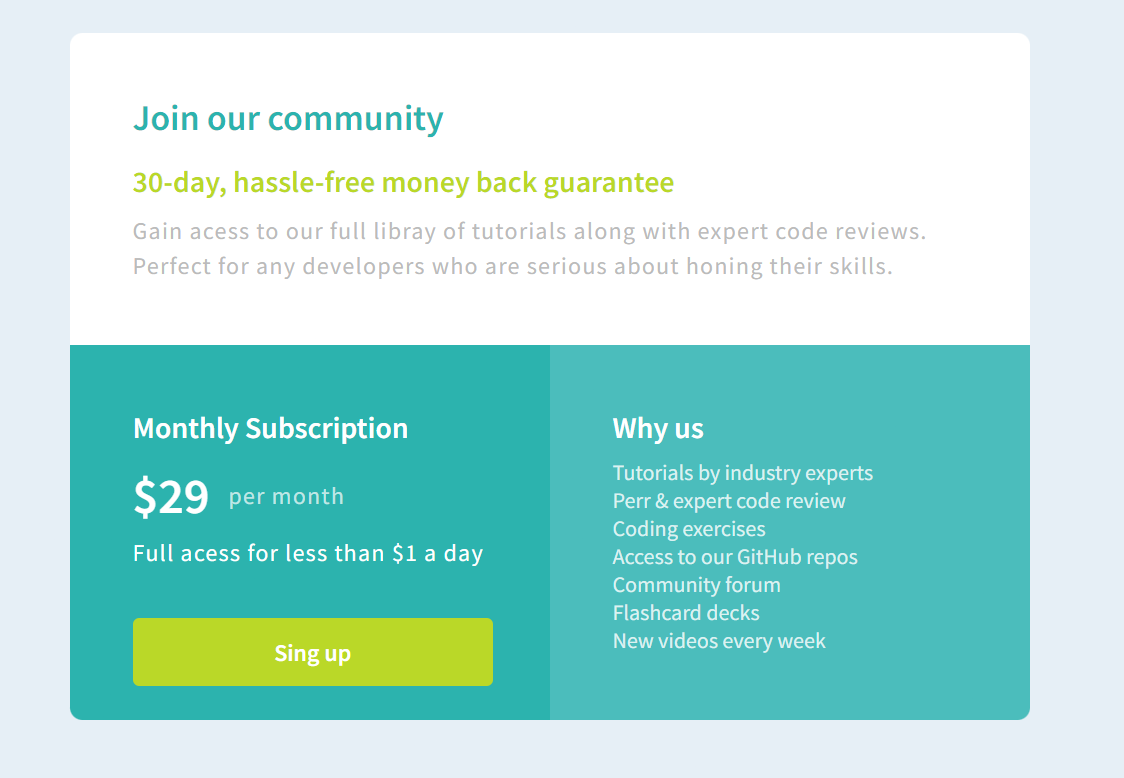 Join our community
30-day, hassle-free money back guarantee
Gain acess to our full libray of tutorials along with expert code reviews.
Perfect for any developers who are serious about honing their skills.
Monthly Subscription
$29 per month
Full acess for less than $1 a day
Sing up
Why us
Tutorials by industry experts
Perr & expert code review
Coding exercises
Access to our GitHub repos
Community forum
Flashcard decks
New videos every week